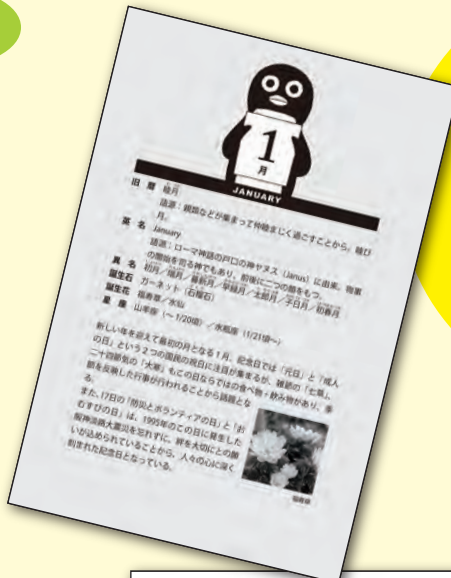 1
月
JANUARY
旧暦 睦月
語源：親類などが集まって仲睦まじく過ごすことから。睦び
月。
英名 January
語源：ローマ神話の戸口の神ヤヌス（Janus）に由来。物事
の開始を司る神でもあり、前後に二つの顔をもつ。
異名 初月／陽月／暮新月／早緑月／太郎月／子日月／初春月
誕生石 ガーネット（石榴石）
誕生花 福寿草／水仙
星座 山羊座（〜1/20頃）／水瓶座（1/21頃〜）
新しい年を迎えて最初の月となる1月。記念日では「元日」と「成人
の日」という2つの国民の祝日に注目が集まるが、雑節の「土用」、
二十四節気の「大寒」もこの日ならではの食べ物・飲み物があり、季
節を反映した行事が行われることから話題とな
る。
また、17日の「防災とボランティアの日」と「お
むすびの日」は、1995年のこの日に発生した
阪神淡路大震災を忘れずに、絆を大切にとの願
いが込められていることから、人々の心に深く
刻まれた記念日となっている。
福寿草